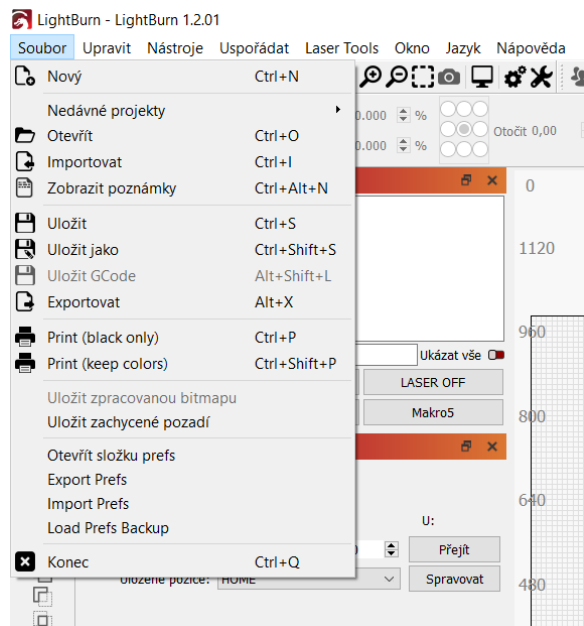 LightBurn - LightBurn 1.2.01
Soubor Upravit Nástroje Uspořádat Laser Tools Okno Jazyk Nápověda
Nový Ctrl+N
Nedávné projekty
Otevřít Ctrl+O
Importovat Ctrl+I
Zobrazit poznámky Ctrl+Alt+N
Uložit Ctrl+S
Uložit jako Ctrl+Shift+S
Uložit GCode Alt+Shift+L
Exportovat Alt+X
Print (black only) Ctrl+P
Print (keep colors) Ctrl+Shift+P
Uložit zpracovanou bitmapu
Uložit zachycené pozadí
Otevřít složku prefs
Export Prefs
Import Prefs
Load Prefs Backup
Konec Ctrl+Q
%
%
Otočit 0,00
Ukázat vše
LASER OFF
Makro5
U:
Přejít
Uložené pozice: HOME Spravovat
0
1120
960
800
640
480